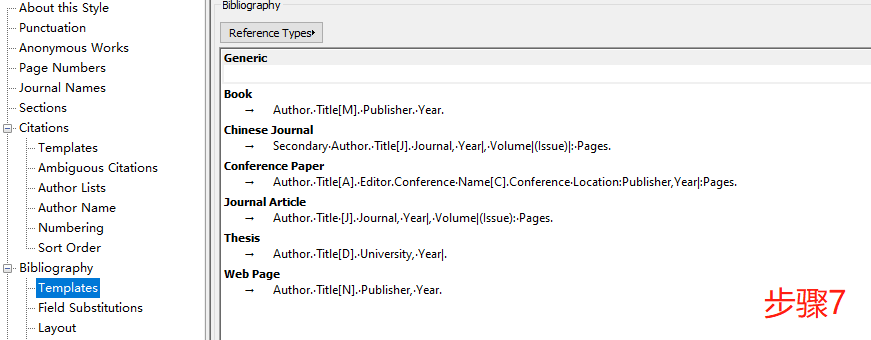 About this Style
Punctuation
Anonymous Works
Page Numbers
Journal Names
Sections
Citations
Templates
Ambiguous Citations
Author Lists
Author Name
Numbering
Sort Order
Bibliography
Templates
Field Substitutions
Layout
Bibliography
Reference Types
Generic
Book
→ Author.·Title[M].·Publisher.·Year.
Chinese Journal
→ Secondary·Author.·Title[J].·Journal,·Year|,·Volume|(Issue)|:·Pages.
Conference Paper
→ Author.·Title[A].·Editor.Conference·Name[C].Conference·Location:Publisher,Year|:Pages.
Journal Article
→ Author.·Title·[J].·Journal,·Year|,·Volume|(Issue):·Pages.
Thesis
→ Author.·Title[D].·University,·Year|.
Web Page
→ Author.·Title[N].·Publisher,·Year.
步骤7